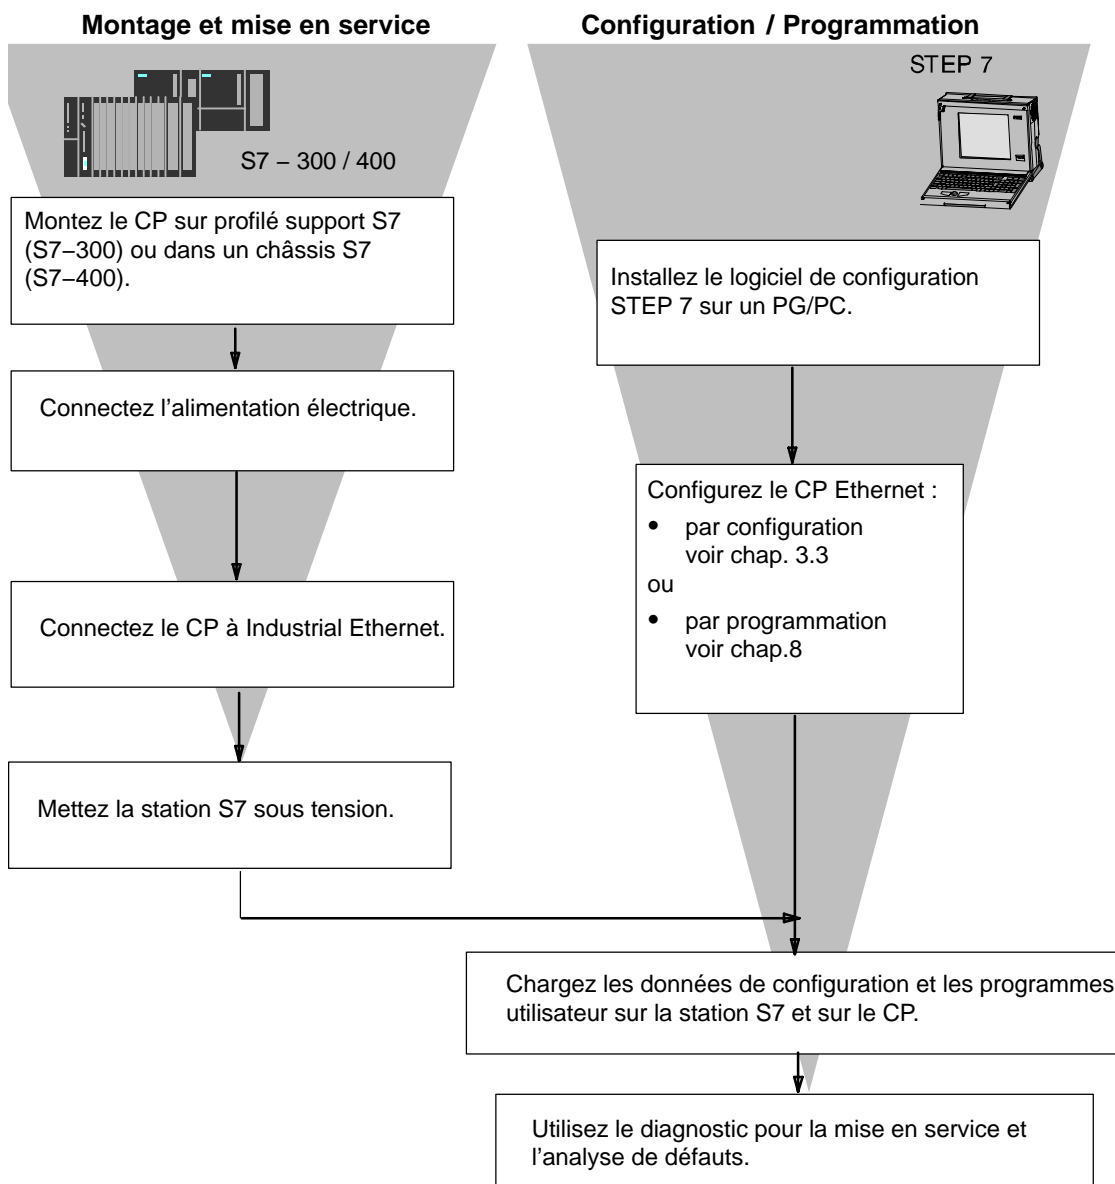 Montage et mise en service
S7 – 300 / 400
Montez le CP sur profilé support S7
(S7–300) ou dans un châssis S7
(S7–400).
Connectez l’alimentation électrique.
Connectez le CP à Industrial Ethernet.
Mettez la station S7 sous tension.
Configuration / Programmation
STEP 7
Installez le logiciel de configuration
STEP 7 sur un PG/PC.
Configurez le CP Ethernet :
• par configuration
voir chap. 3.3
ou
• par programmation
voir chap.8
Chargez les données de configuration et les programmes
utilisateur sur la station S7 et sur le CP.
Utilisez le diagnostic pour la mise en service et
l’analyse de défauts.